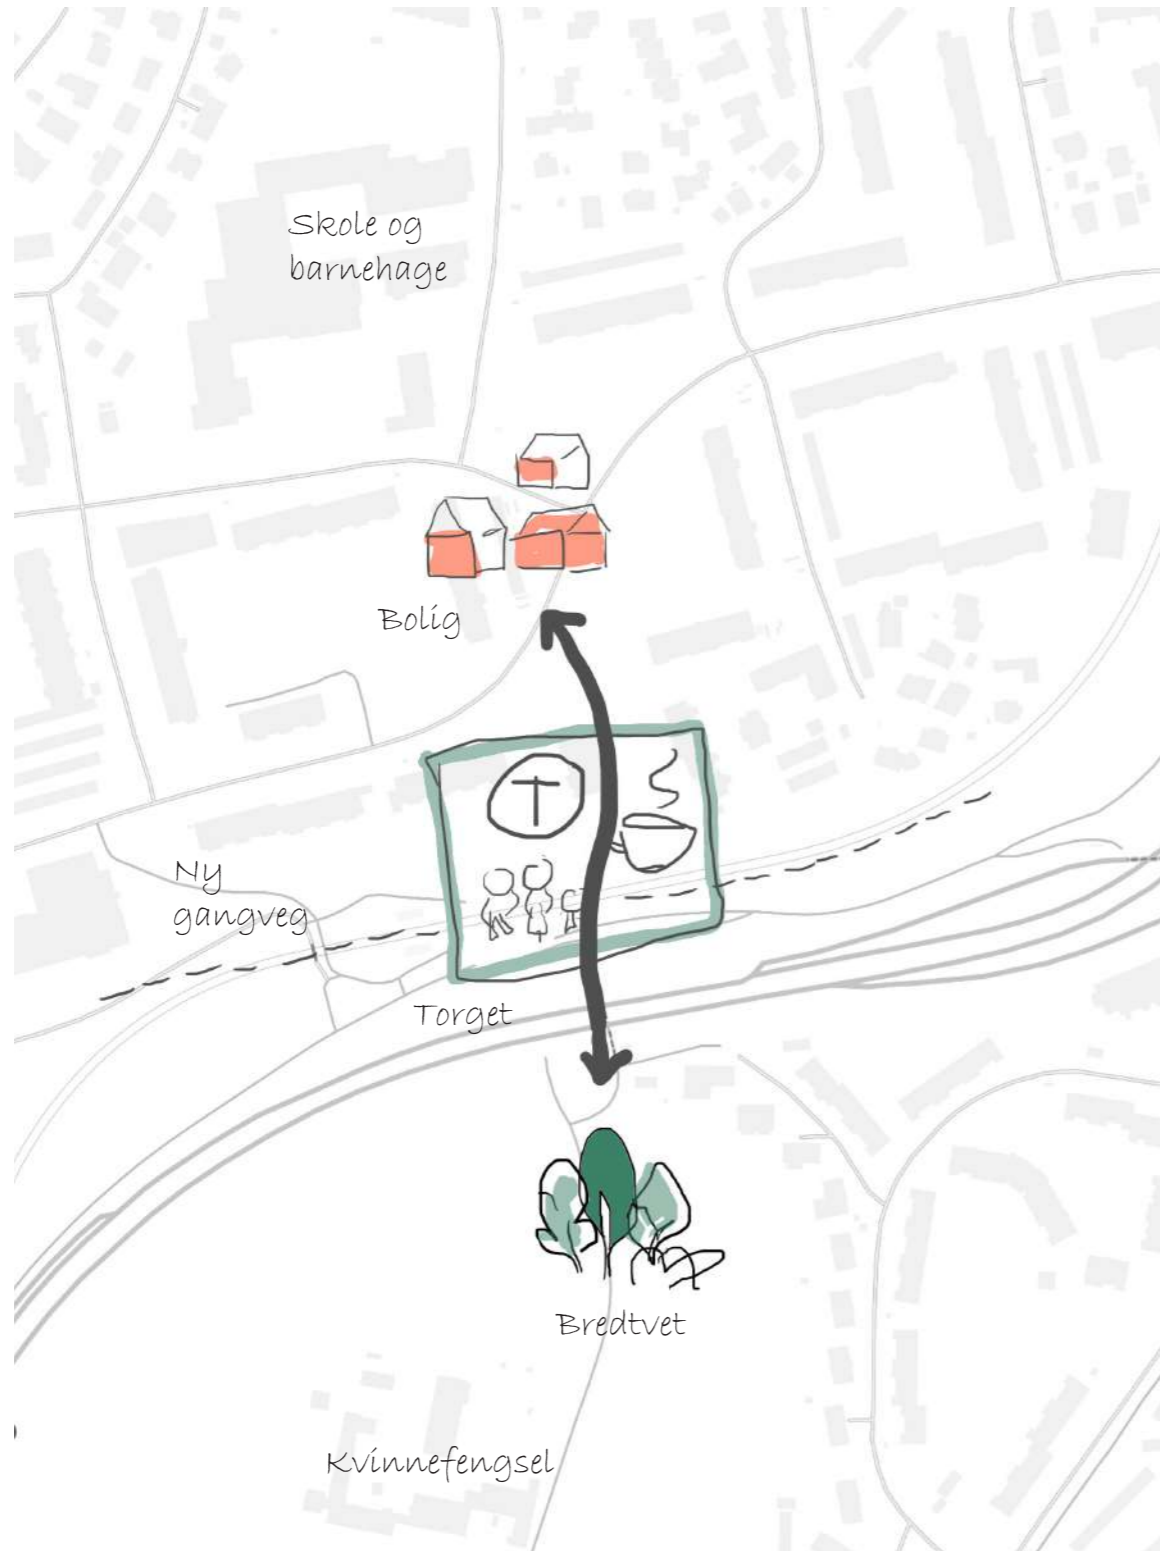 Skole og
barnehage
Bolig
T
Ny
gangveg
Torget
Bredtvet
Kvinnefengsel